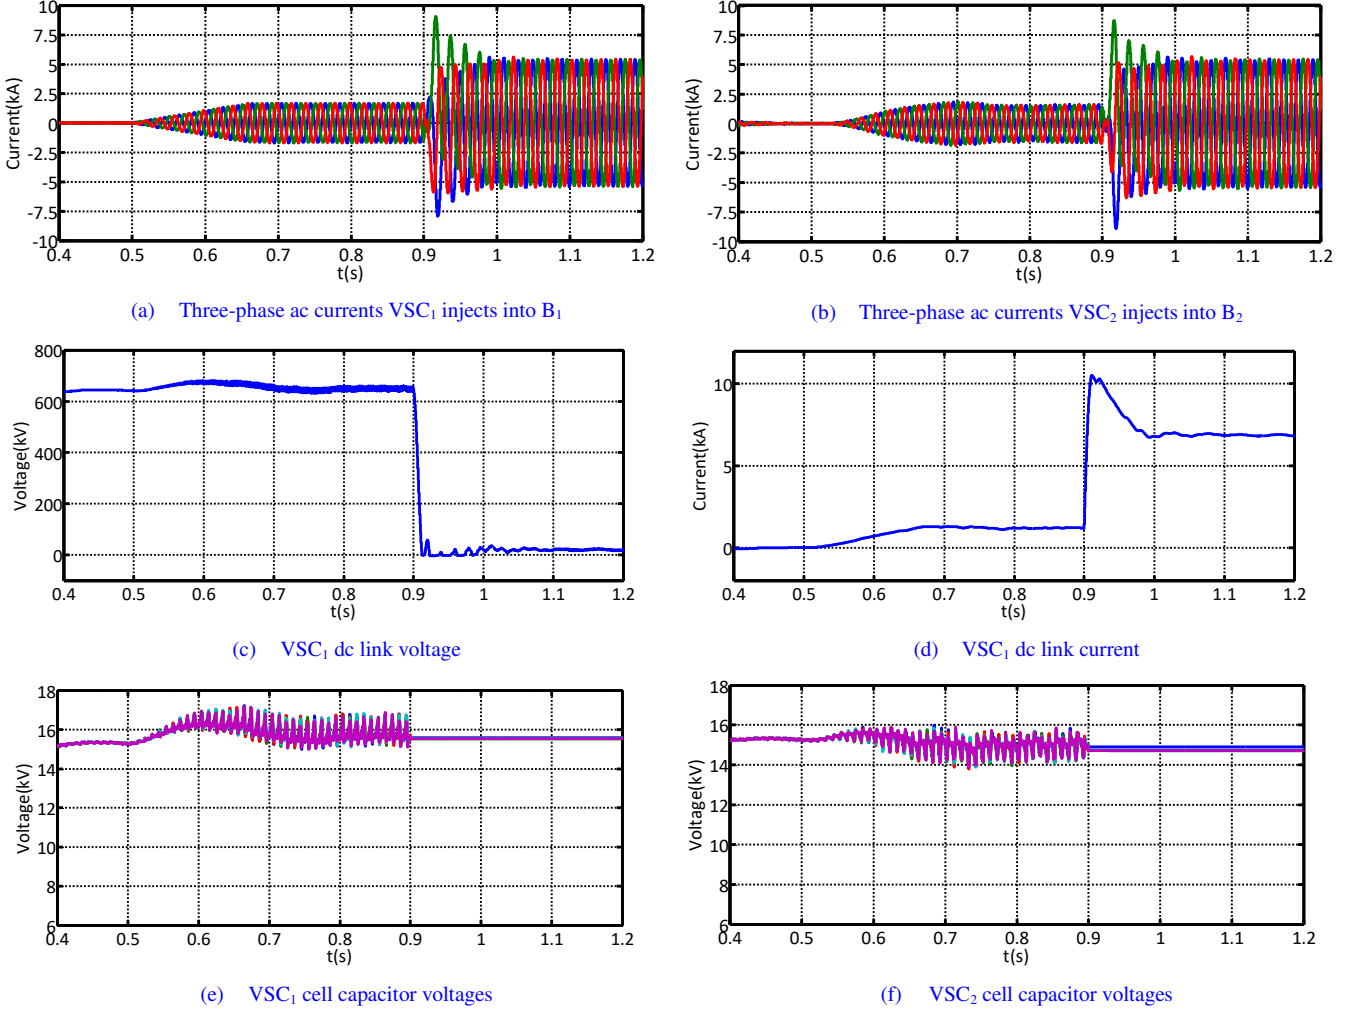 10
7.5
5
2.5
0
-2.5
-5
-7.5
-10
Current(kA)
0.4 0.5 0.6 0.7 0.8 0.9 1 1.1 1.2
t(s)
(a) Three-phase ac currents VSC₁ injects into B₁
10
7.5
5
2.5
0
-2.5
-5
-7.5
-10
Current(kA)
0.4 0.5 0.6 0.7 0.8 0.9 1 1.1 1.2
t(s)
(b) Three-phase ac currents VSC₂ injects into B₂
800
600
400
200
0
Voltage(kV)
0.4 0.5 0.6 0.7 0.8 0.9 1 1.1 1.2
t(s)
(c) VSC₁ dc link voltage
10
5
0
Current(kA)
0.4 0.5 0.6 0.7 0.8 0.9 1 1.1 1.2
t(s)
(d) VSC₁ dc link current
18
16
14
12
10
8
6
Voltage(kV)
0.4 0.5 0.6 0.7 0.8 0.9 1 1.1 1.2
t(s)
(e) VSC₁ cell capacitor voltages
18
16
14
12
10
8
6
Voltage(kV)
0.4 0.5 0.6 0.7 0.8 0.9 1 1.1 1.2
t(s)
(f) VSC₂ cell capacitor voltages